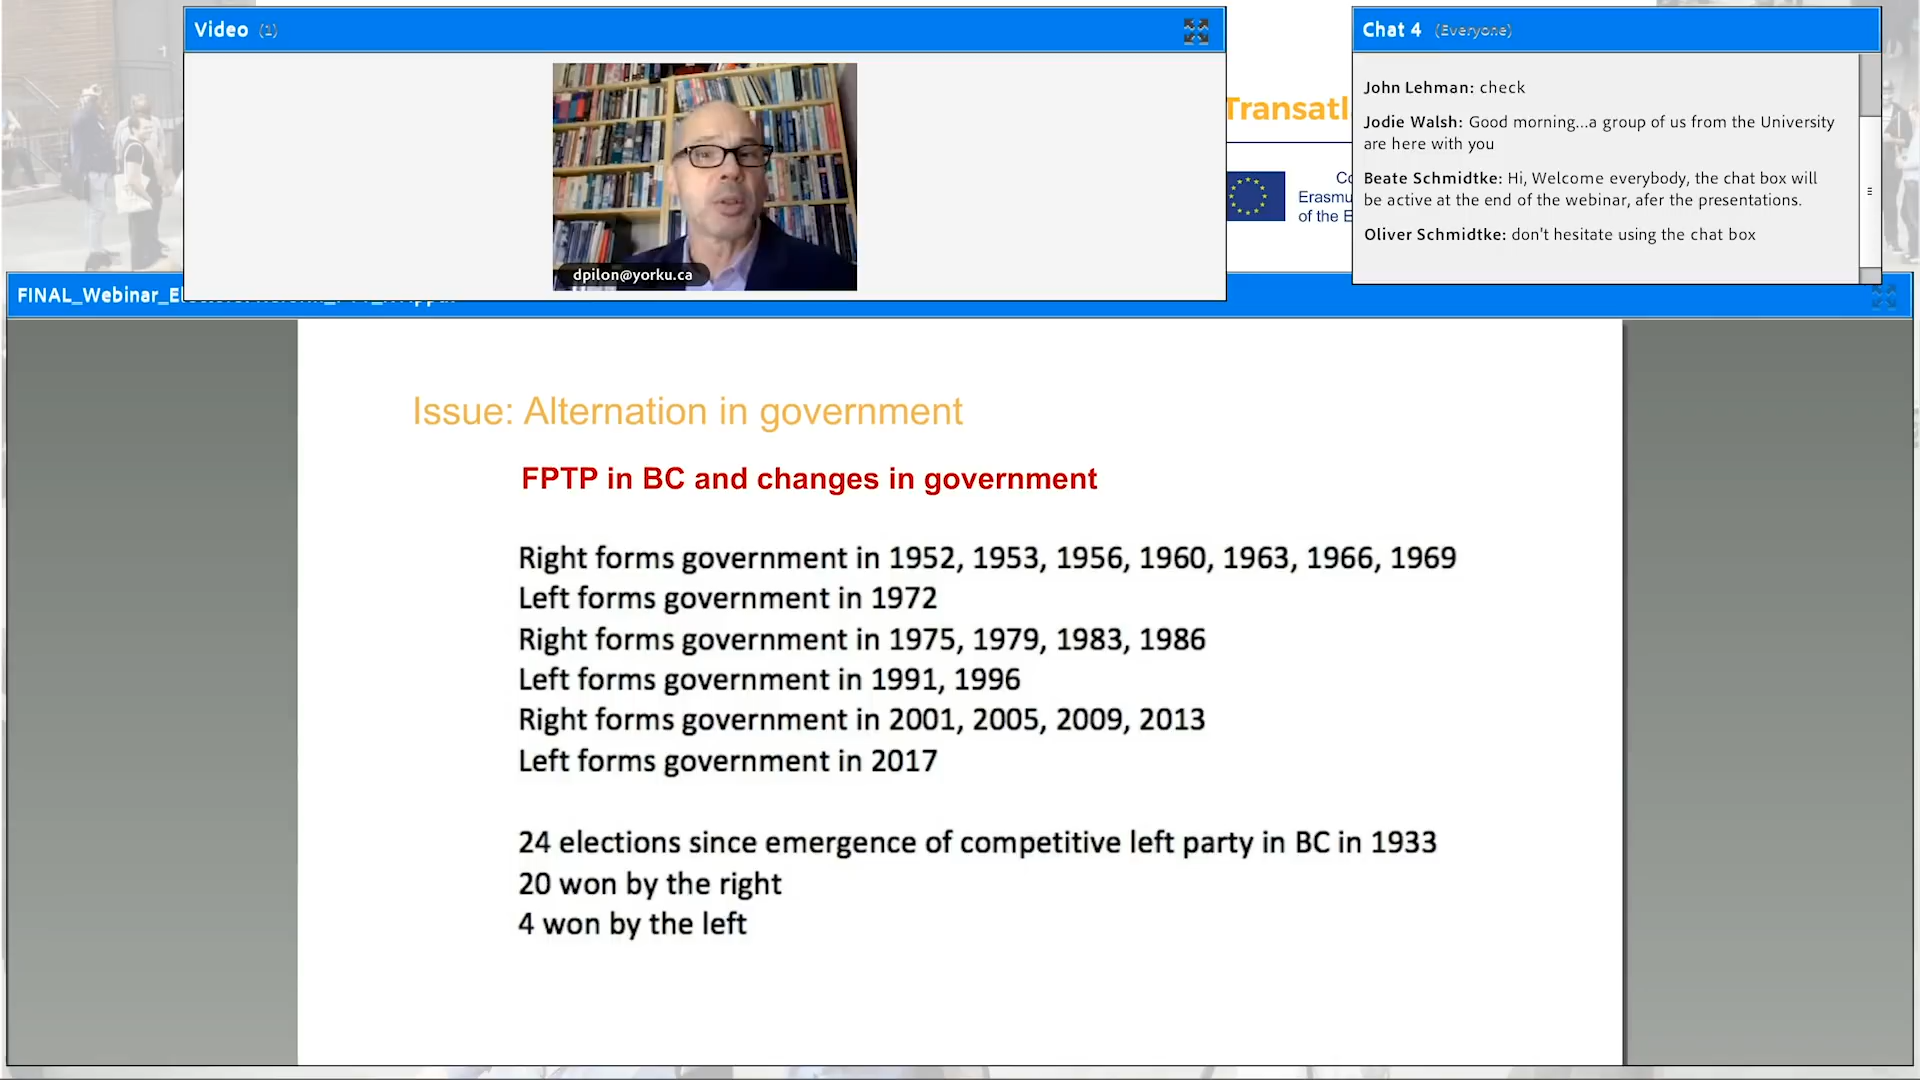 Video (1)
dpilon@yorku.ca
Transatl
Co
Erasmu
of the E
Chat 4 (Everyone)
John Lehman: check
Jodie Walsh: Good morning...a group of us from the University
are here with you
Beate Schmidtke: Hi, Welcome everybody, the chat box will
be active at the end of the webinar, afer the presentations.
Oliver Schmidtke: don't hesitate using the chat box
Issue: Alternation in government
FPTP in BC and changes in government
Right forms government in 1952, 1953, 1956, 1960, 1963, 1966, 1969
Left forms government in 1972
Right forms government in 1975, 1979, 1983, 1986
Left forms government in 1991, 1996
Right forms government in 2001, 2005, 2009, 2013
Left forms government in 2017
24 elections since emergence of competitive left party in BC in 1933
20 won by the right
4 won by the left